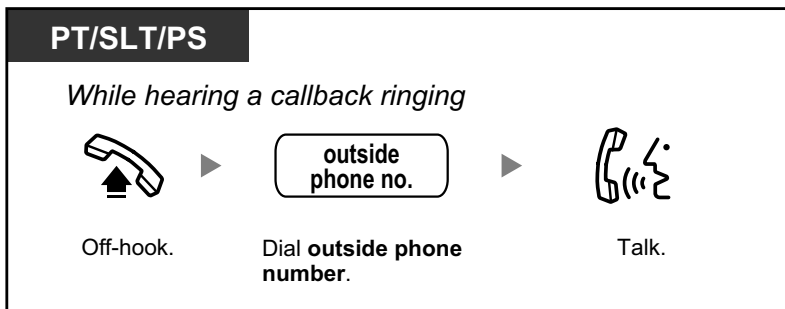 PT/SLT/PS
While hearing a callback ringing
outside
phone no.
Off-hook.
Dial outside phone
number.
Talk.